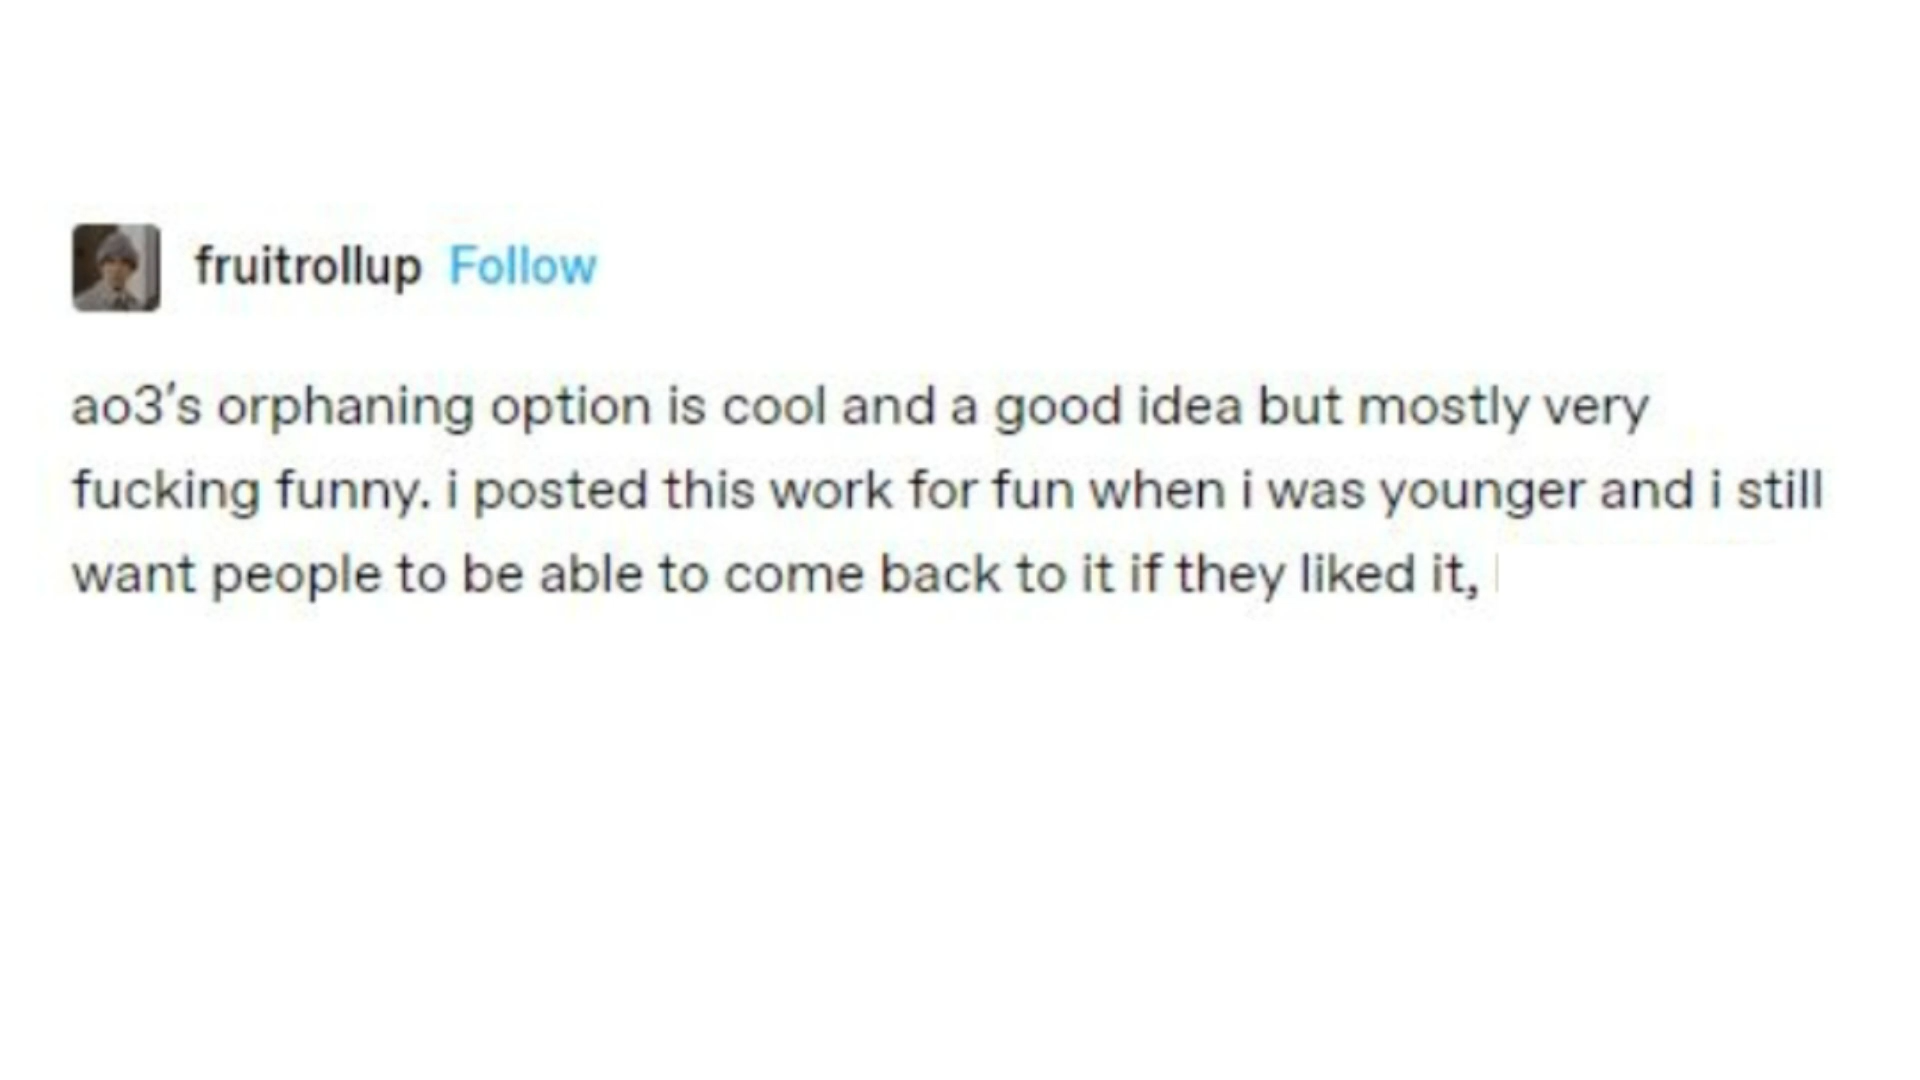 fruitrollup Follow
ao3's orphaning option is cool and a good idea but mostly very
fucking funny. i posted this work for fun when i was younger and i still
want people to be able to come back to it if they liked it,